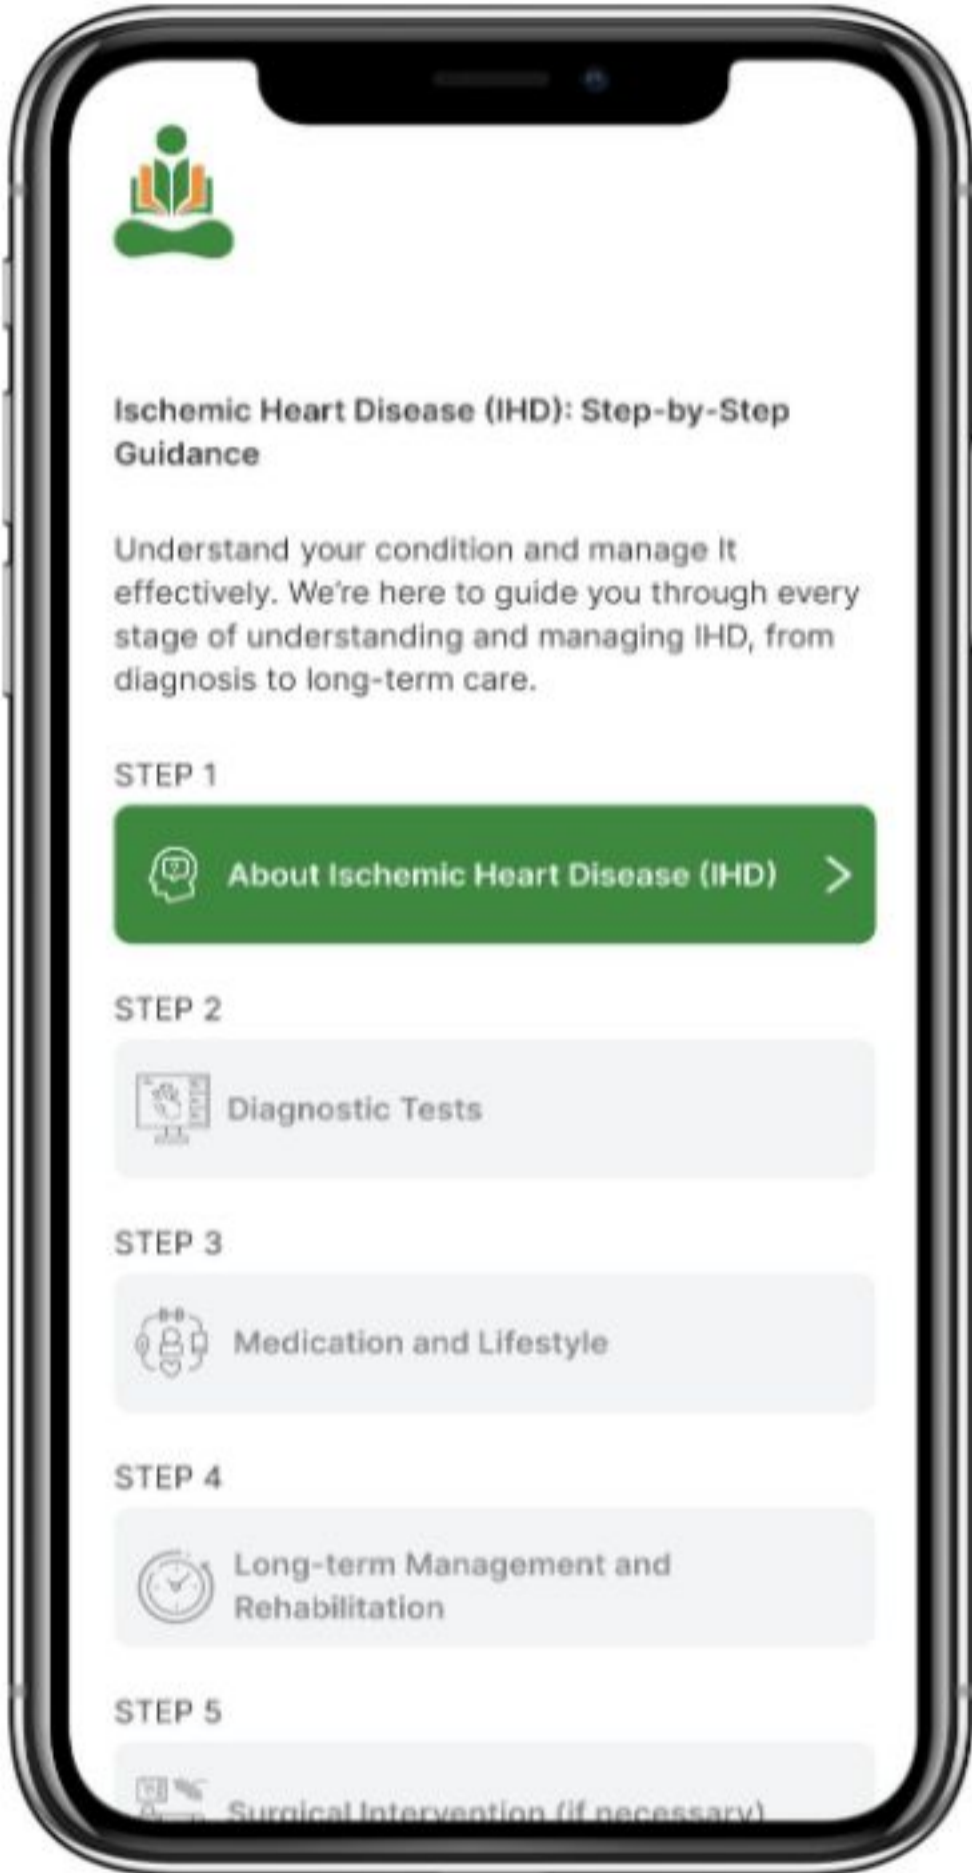 Ischemic Heart Disease (IHD): Step-by-Step
Guidance
Understand your condition and manage It
effectively. We're here to guide you through every
stage of understanding and managing IHD, from
diagnosis to long-term care.
STEP 1
About Ischemic Heart Disease (IHD)
STEP 2
Diagnostic Tests
STEP 3
Medication and Lifestyle
STEP 4
Long-term Management and
Rehabilitation
STEP 5
Surgical Intervention (if necessary)